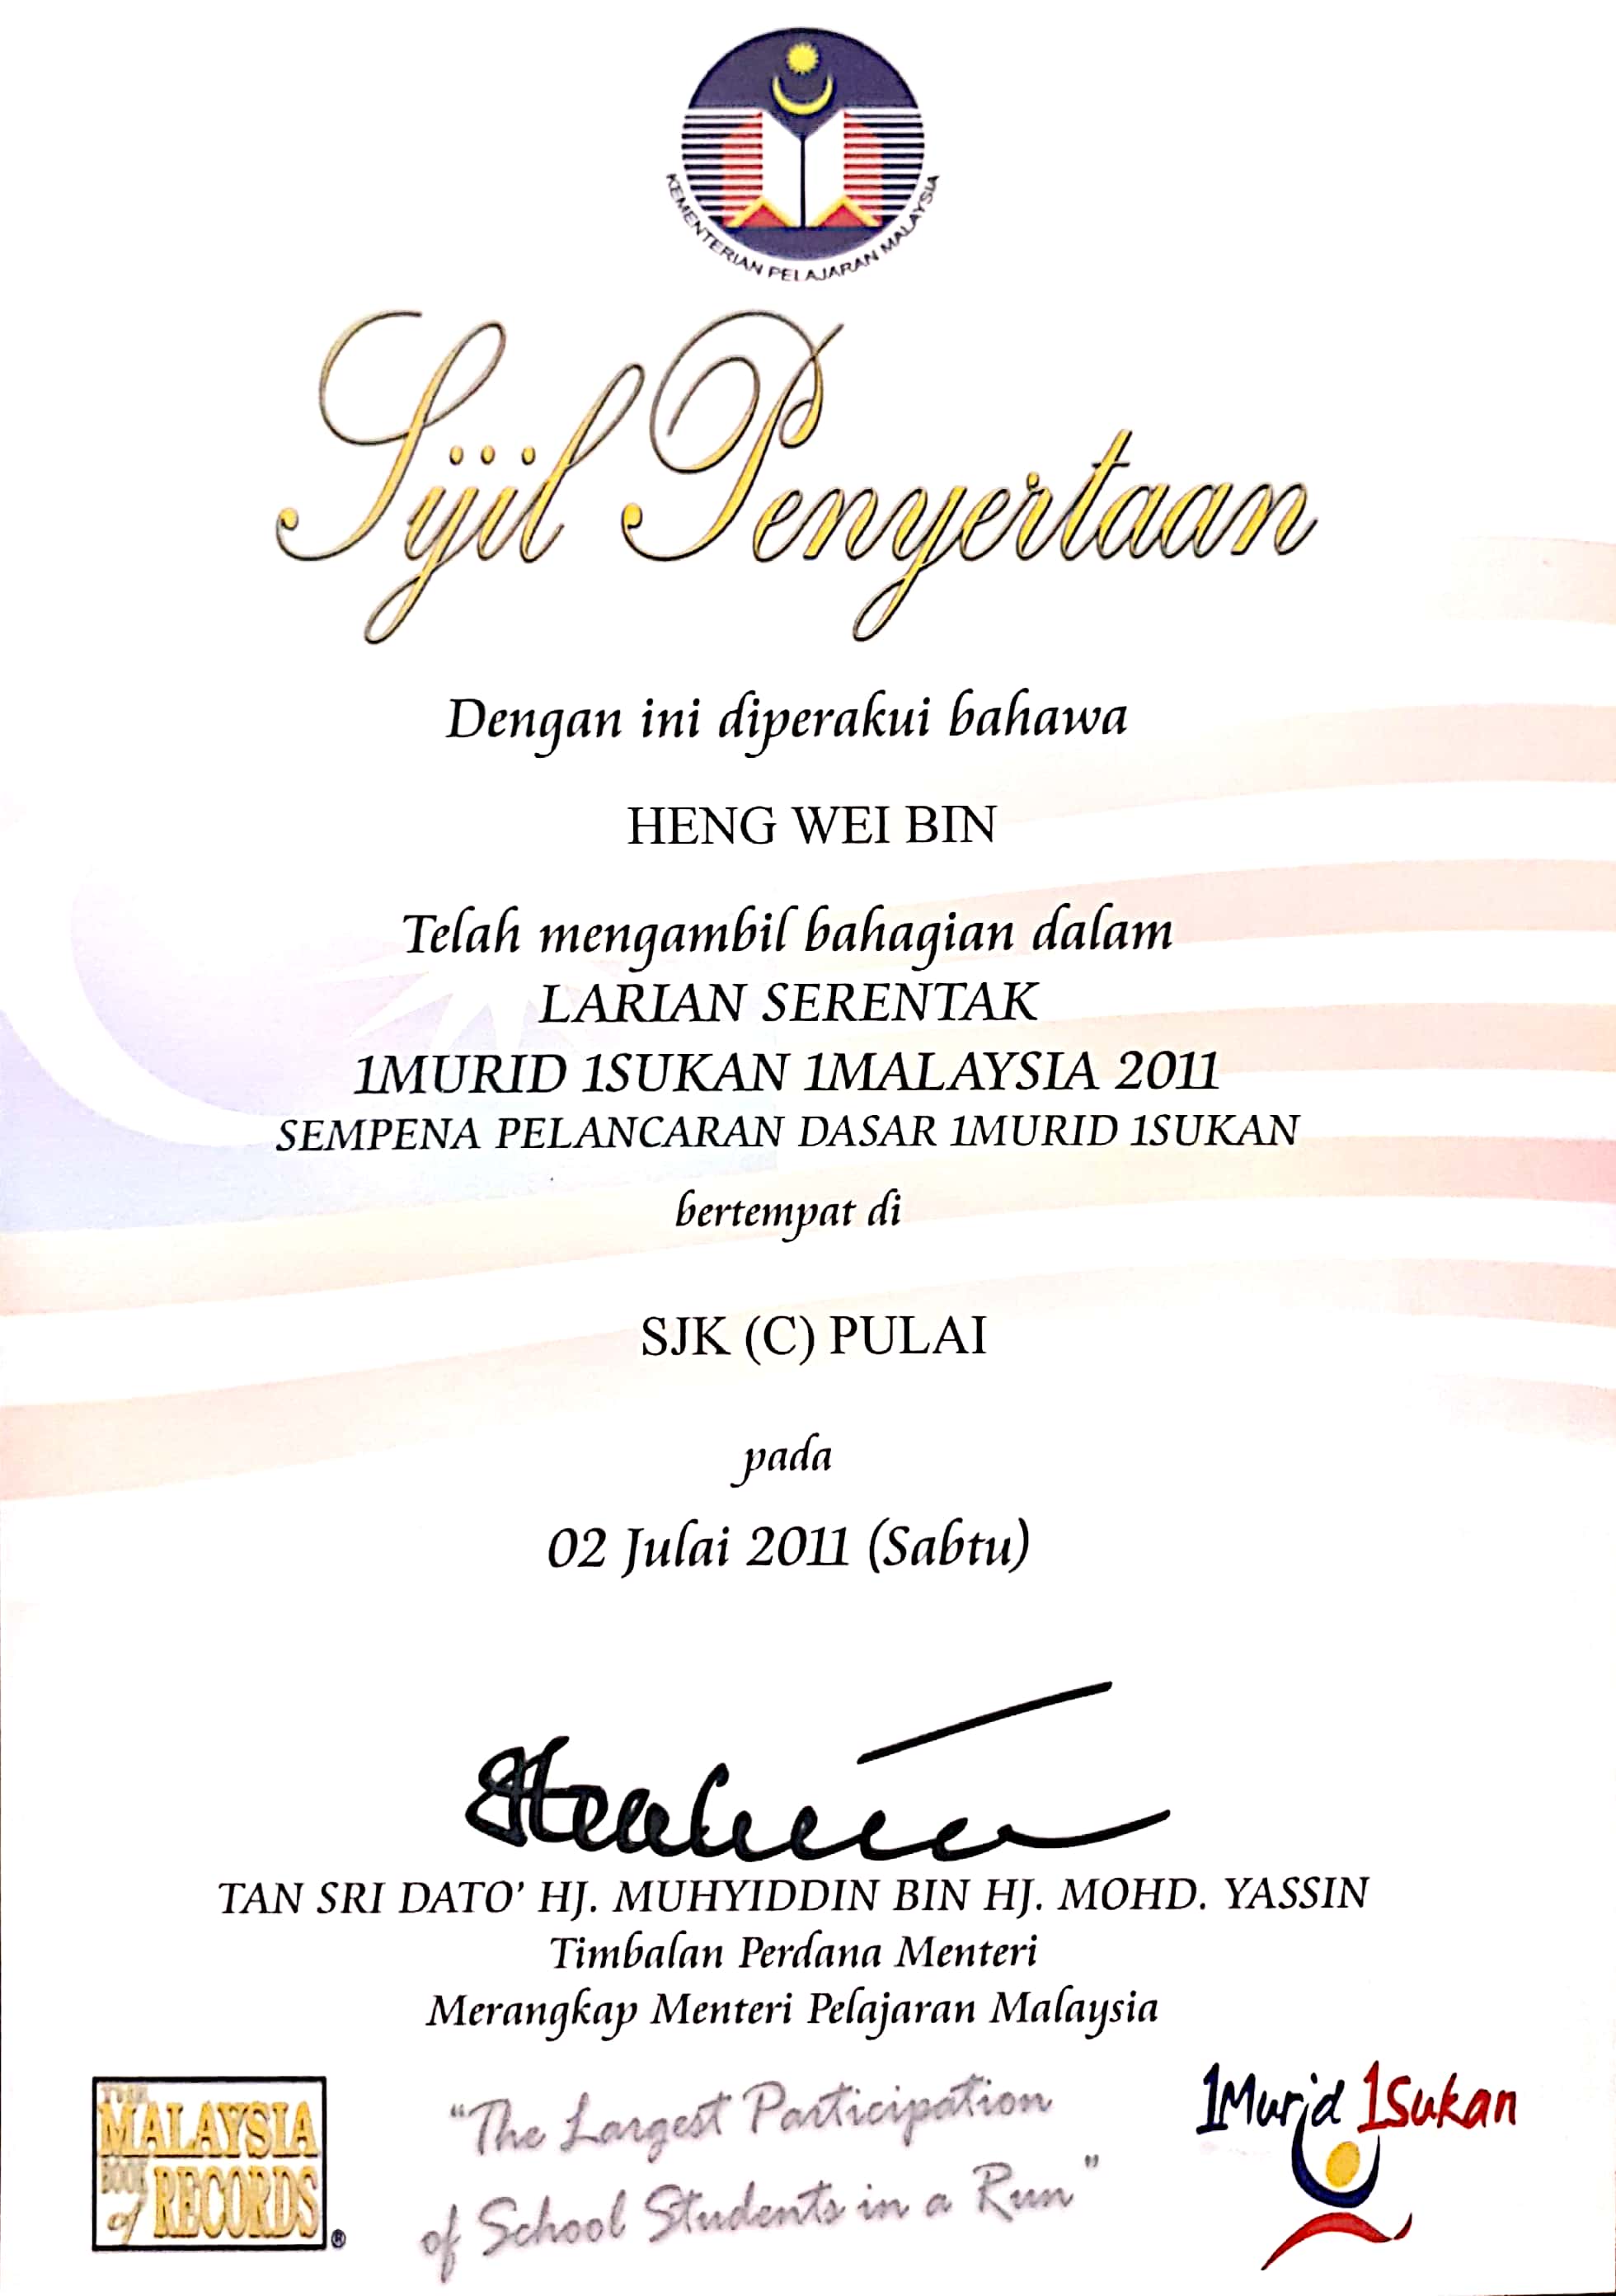 KEMENTERIAN PELAJARAN MALAYSIA
Sijil Penyertaan
Dengan ini diperakui bahawa
HENG WEI BIN
Telah mengambil bahagian dalam
LARIAN SERENTAK
1MURID 1SUKAN 1MALAYSIA 2011
SEMPENA PELANCARAN DASAR 1MURID 1SUKAN
bertempat di
SJK (C) PULAI
pada
02 Julai 2011 (Sabtu)
TAN SRI DATO' HJ. MUHYIDDIN BIN HJ. MOHD. YASSIN
Timbalan Perdana Menteri
Merangkap Menteri Pelajaran Malaysia
THE
MALAYSIA
BOOK
of RECORDS
®
"The Largest Participation
of School Students in a Run"
1Murid 1Sukan